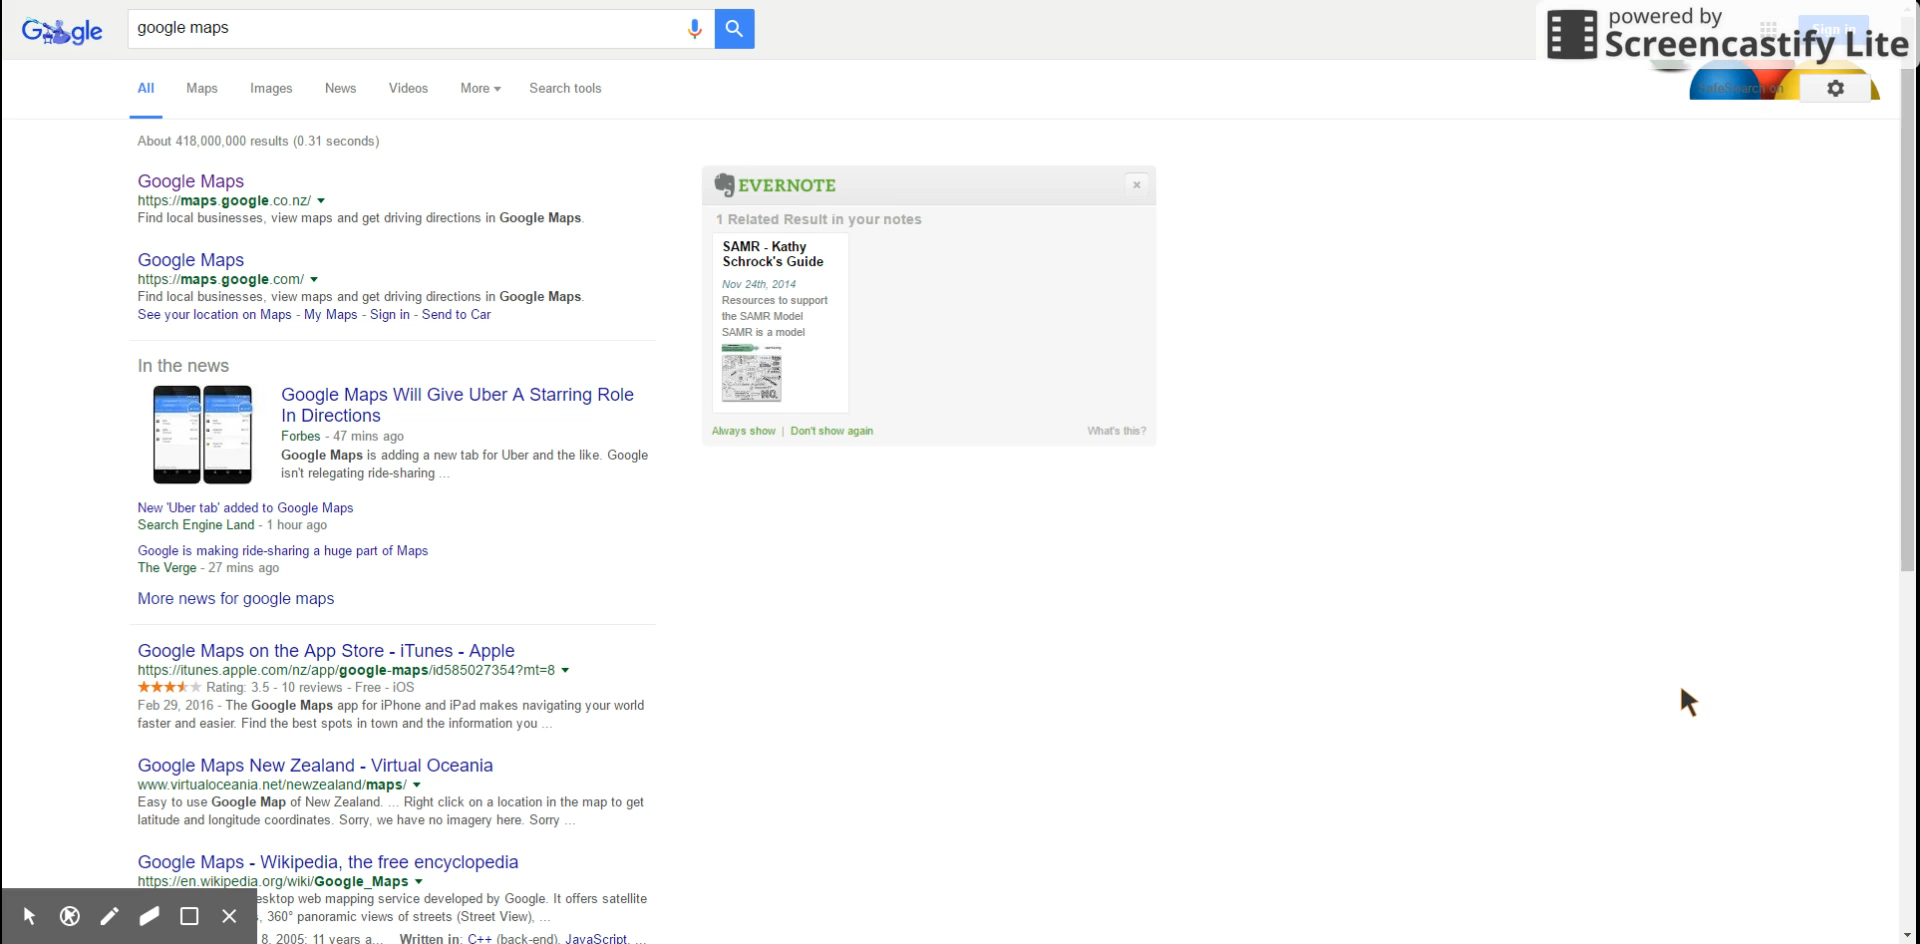 Google
google maps
powered by
Screencastify Lite
Sign in
All Maps Images News Videos More Search tools
SafeSearch on
About 418,000,000 results (0.31 seconds)
Google Maps
https://maps.google.co.nz/
Find local businesses, view maps and get driving directions in Google Maps.
Google Maps
https://maps.google.com/
Find local businesses, view maps and get driving directions in Google Maps.
See your location on Maps - My Maps - Sign in - Send to Car
In the news
Google Maps Will Give Uber A Starring Role
In Directions
Forbes - 47 mins ago
Google Maps is adding a new tab for Uber and the like. Google
isn't relegating ride-sharing ...
New 'Uber tab' added to Google Maps
Search Engine Land - 1 hour ago
Google is making ride-sharing a huge part of Maps
The Verge - 27 mins ago
More news for google maps
Google Maps on the App Store - iTunes - Apple
https://itunes.apple.com/nz/app/google-maps/id585027354?mt=8
Rating: 3.5 - 10 reviews - Free - iOS
Feb 29, 2016 - The Google Maps app for iPhone and iPad makes navigating your world
faster and easier. Find the best spots in town and the information you ...
Google Maps New Zealand - Virtual Oceania
www.virtualoceania.net/newzealand/maps/
Easy to use Google Map of New Zealand. ... Right click on a location in the map to get
latitude and longitude coordinates. Sorry, we have no imagery here. Sorry ...
Google Maps - Wikipedia, the free encyclopedia
https://en.wikipedia.org/wiki/Google_Maps
esktop web mapping service developed by Google. It offers satellite
, 360° panoramic views of streets (Street View), ...
8, 2005; 11 years a... Written in: C++ (back-end), JavaScript, ...
EVERNOTE
1 Related Result in your notes
SAMR - Kathy
Schrock's Guide
Nov 24th, 2014
Resources to support
the SAMR Model
SAMR is a model
Always show | Don't show again
What's this?